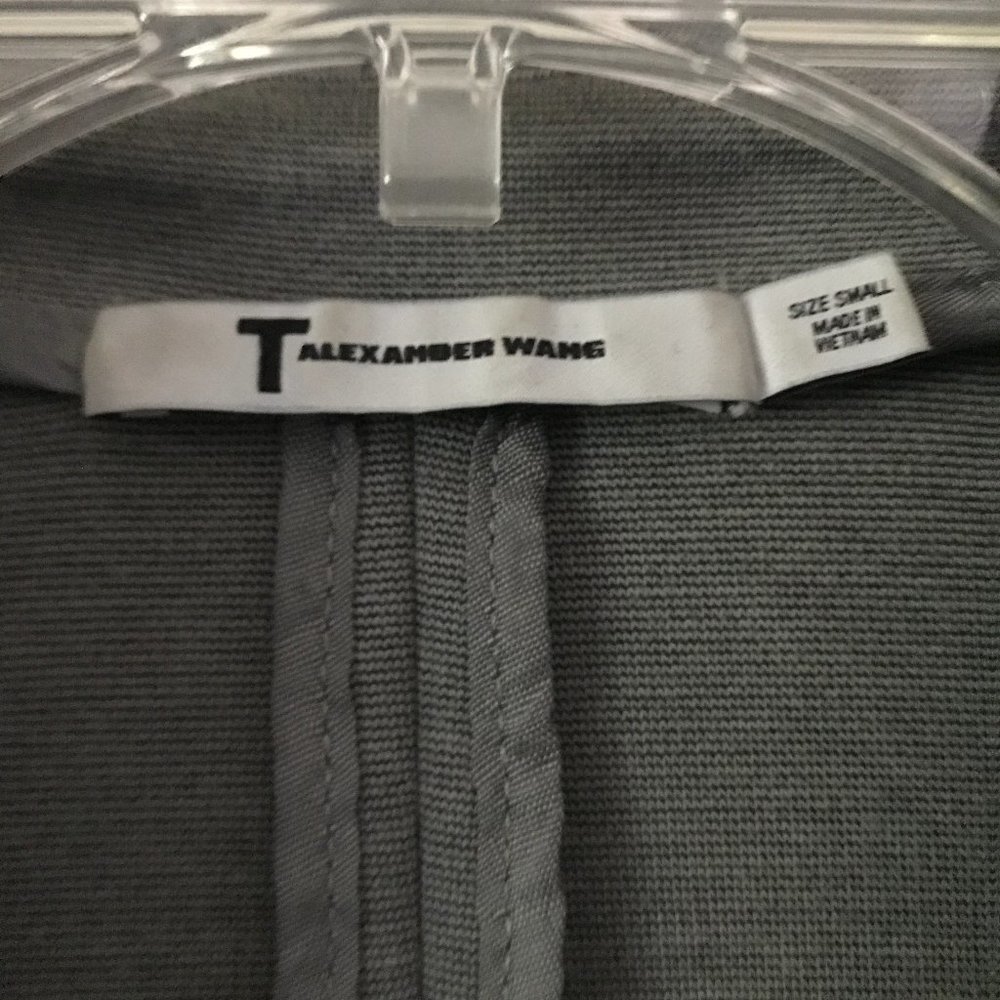 T ALEXANDER WANG
SIZE SMALL
MADE IN
VIETNAM